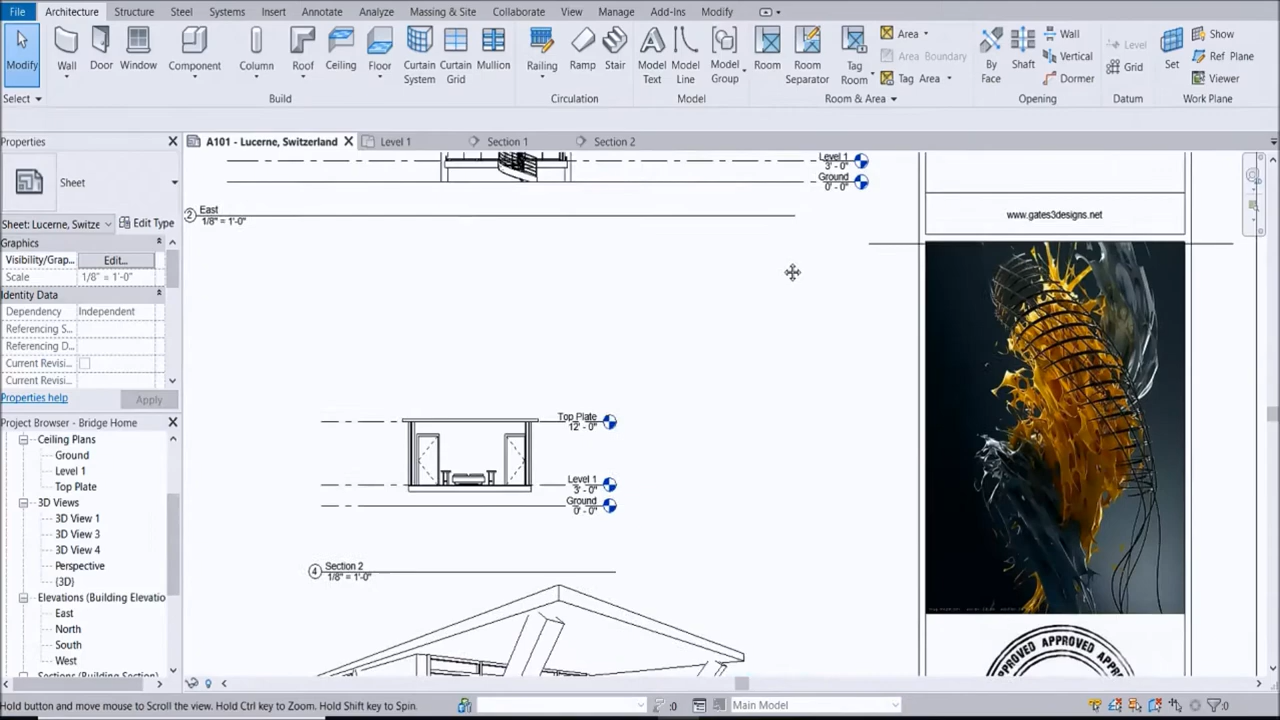 File Architecture Structure Steel Systems Insert Annotate Analyze Massing & Site Collaborate View Manage Add-Ins Modify
Modify Wall Door Window Component Column Roof Ceiling Floor Curtain System Curtain Grid Mullion Railing Ramp Stair Model Text Model Line Model Group Room Room Separator Tag Room Area Area Boundary Tag Area By Face Shaft Wall Vertical Dormer Level Grid Set Show Ref Plane Viewer
Select Build Circulation Model Room & Area Opening Datum Work Plane
Properties
A101 - Lucerne, Switzerland Level 1 Section 1 Section 2
Sheet
Sheet: Lucerne, Switze Edit Type
Graphics
Visibility/Grap... Edit...
Scale 1/8" = 1'-0"
Identity Data
Dependency Independent
Referencing S...
Referencing D...
Current Revisi...
Current Revisi...
Properties help Apply
Project Browser - Bridge Home
Ceiling Plans
Ground
Level 1
Top Plate
3D Views
3D View 1
3D View 3
3D View 4
Perspective
{3D}
Elevations (Building Elevatio
East
North
South
West
Level 1
3' - 0"
Ground
0' - 0"
2 East
1/8" = 1'-0"
www.gates3designs.net
Top Plate
12' - 0"
Level 1
3' - 0"
Ground
0' - 0"
4 Section 2
1/8" = 1'-0"
APPROVED APPROVED
Hold button and move mouse to Scroll the view. Hold Ctrl key to Zoom. Hold Shift key to Spin. :0 Main Model :0